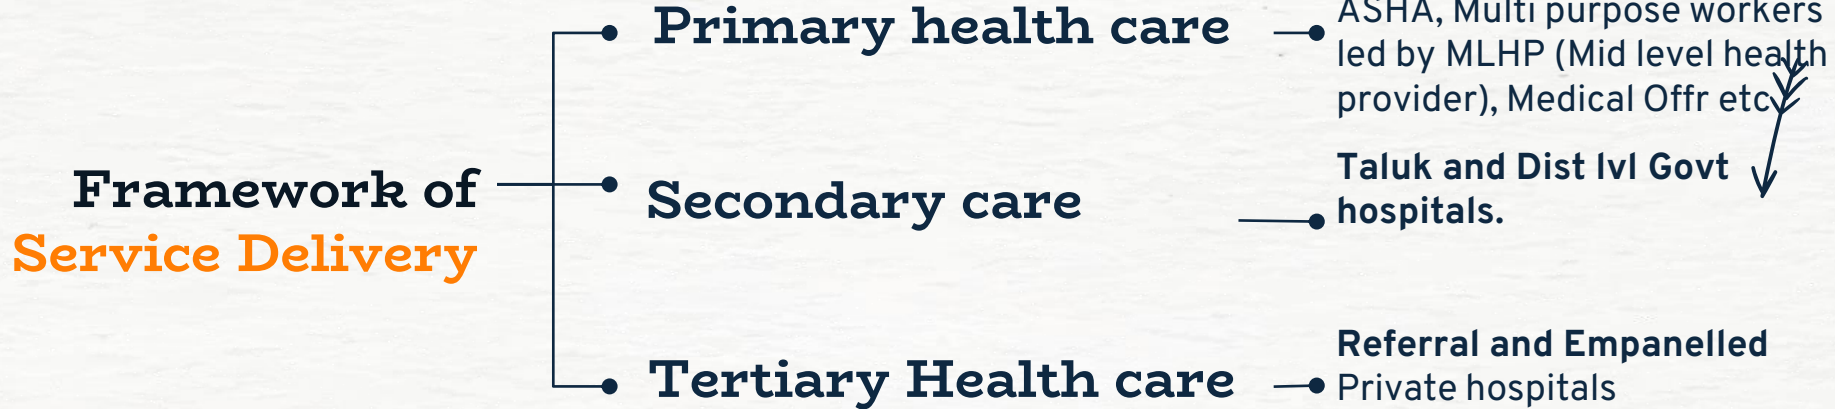 Framework of
Service Delivery
Primary health care
ASHA, Multi purpose workers
led by MLHP (Mid level health
provider), Medical Offr etc
Secondary care
Taluk and Dist lvl Govt
hospitals.
Tertiary Health care
Referral and Empanelled
Private hospitals